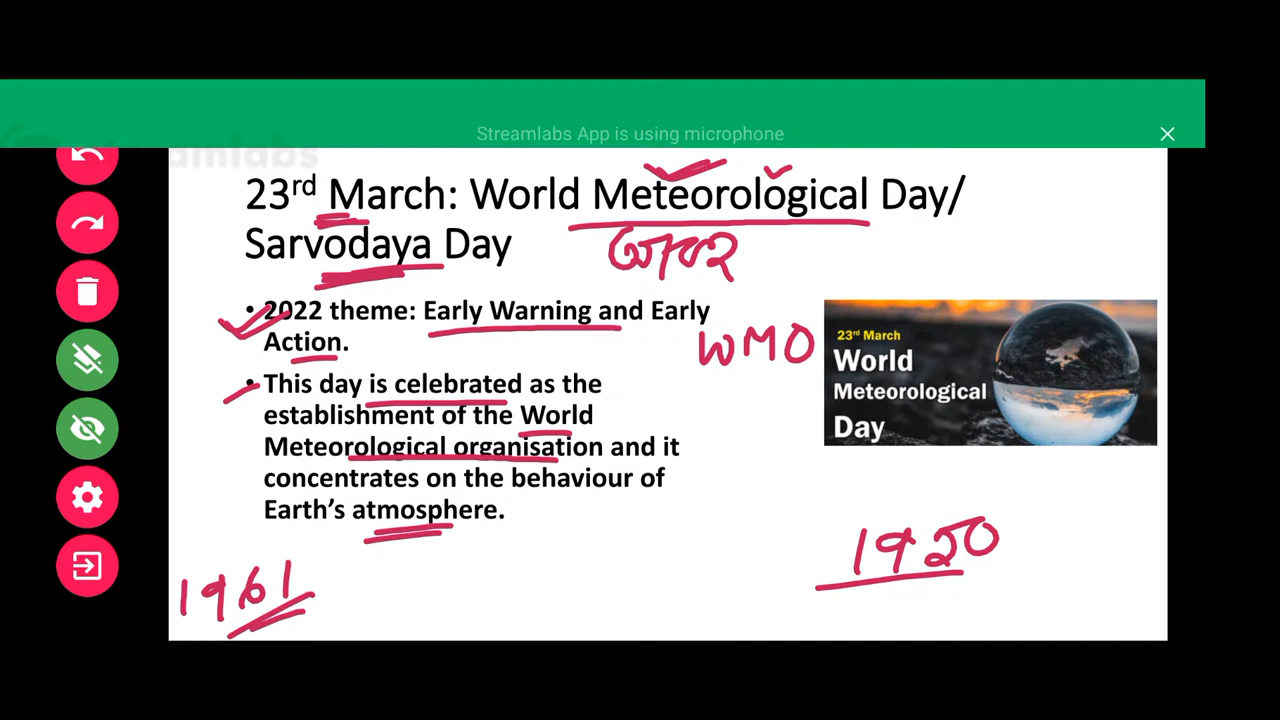 Streamlabs App is using microphone
23rd March: World Meteorological Day/
Sarvodaya Day
• 2022 theme: Early Warning and Early
Action.
WMO
• This day is celebrated as the
establishment of the World
Meteorological organisation and it
concentrates on the behaviour of
Earth's atmosphere.
23rd March
World
Meteorological
Day
1961